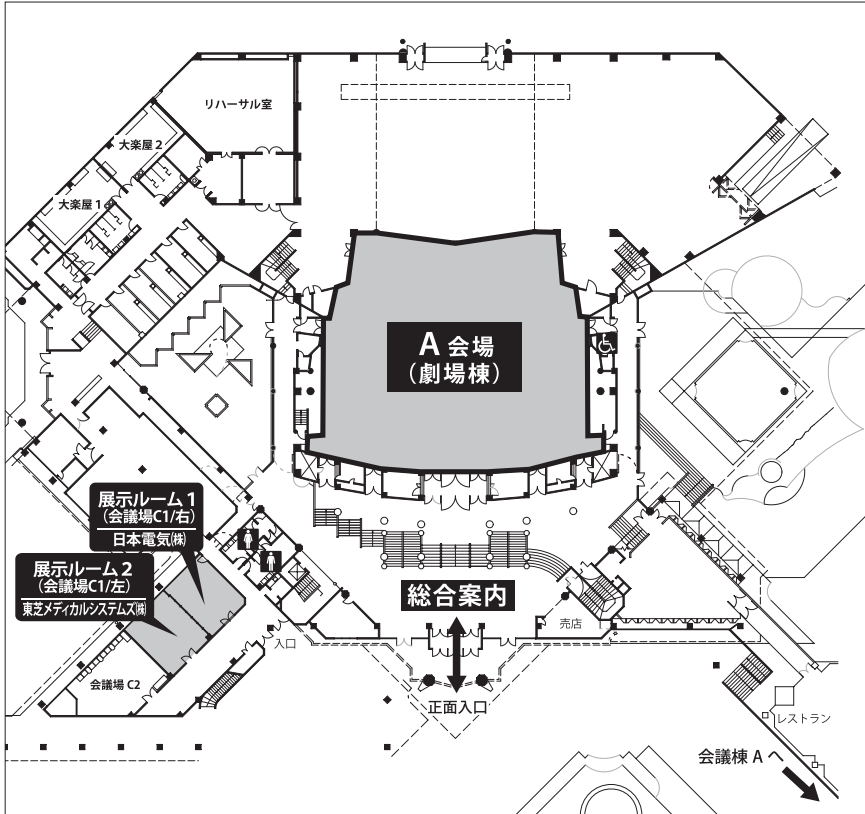 リハーサル室
大楽屋 2
大楽屋 1
A 会場
(劇場棟)
展示ルーム 1
(会議場C1/右)
日本電気㈱
展示ルーム 2
(会議場C1/左)
東芝メディカルシステムズ㈱
総合案内
売店
入口
会議場 C2
正面入口
レストラン
会議棟 A へ